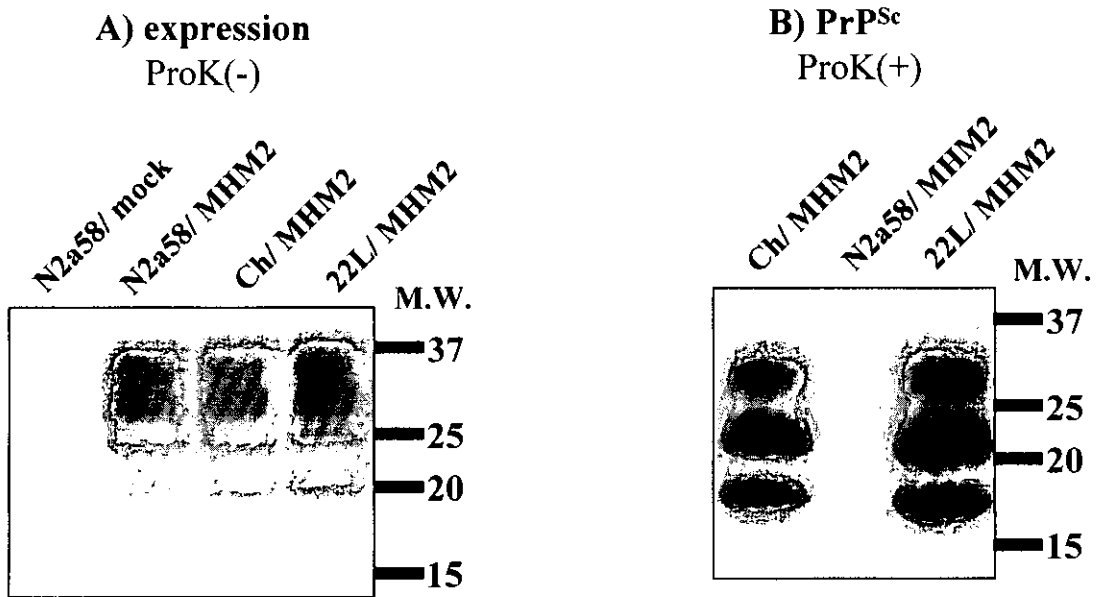 A) expression
ProK(-)
N2a58/ mock
N2a58/ MHM2
Ch/ MHM2
22L/ MHM2
M.W.
37
25
20
15
B) PrPSc
ProK(+)
Ch/ MHM2
N2a58/ MHM2
22L/ MHM2
M.W.
37
25
20
15